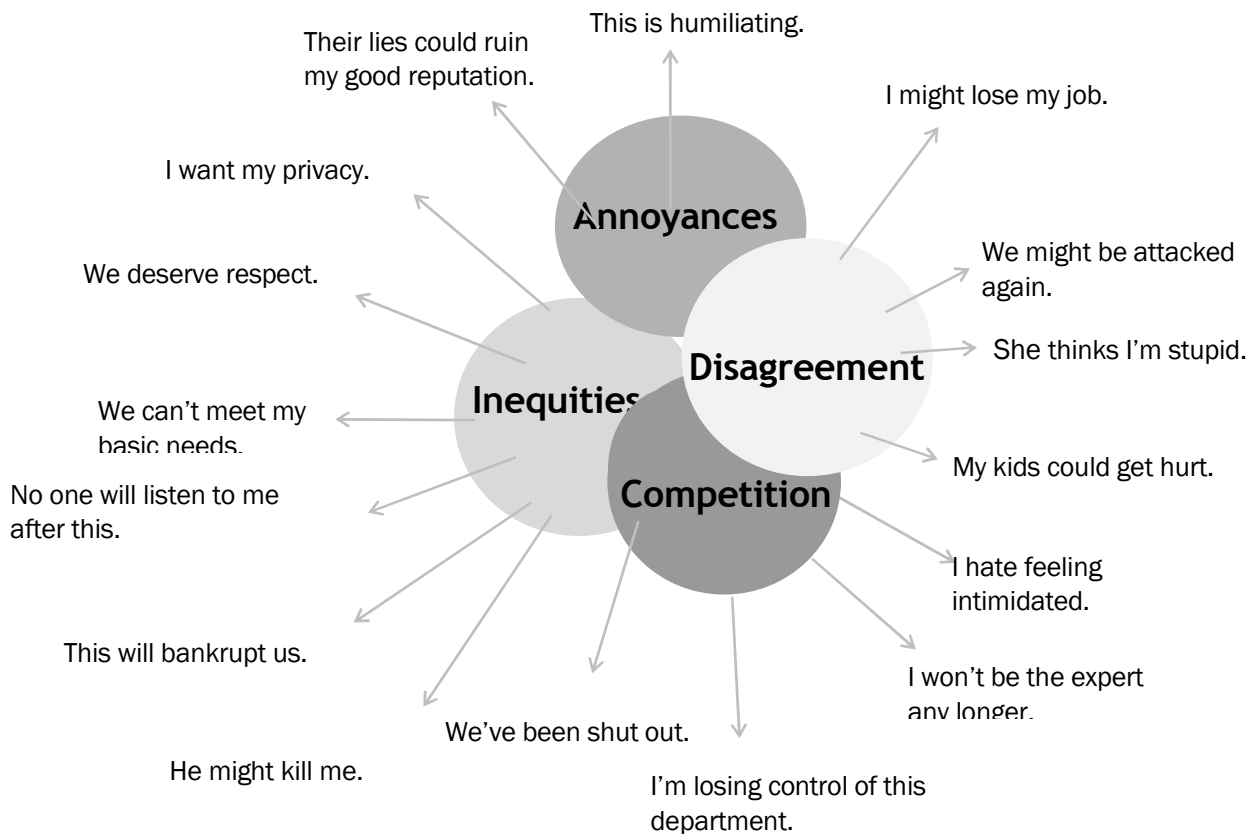 This is humiliating.
Their lies could ruin
my good reputation.
I might lose my job.
I want my privacy.
Annoyances
We might be attacked
again.
We deserve respect.
She thinks I'm stupid.
Disagreement
Inequities
We can't meet my
basic needs.
My kids could get hurt.
No one will listen to me
after this.
Competition
I hate feeling
intimidated.
This will bankrupt us.
I won't be the expert
any longer.
We've been shut out.
He might kill me.
I'm losing control of this
department.